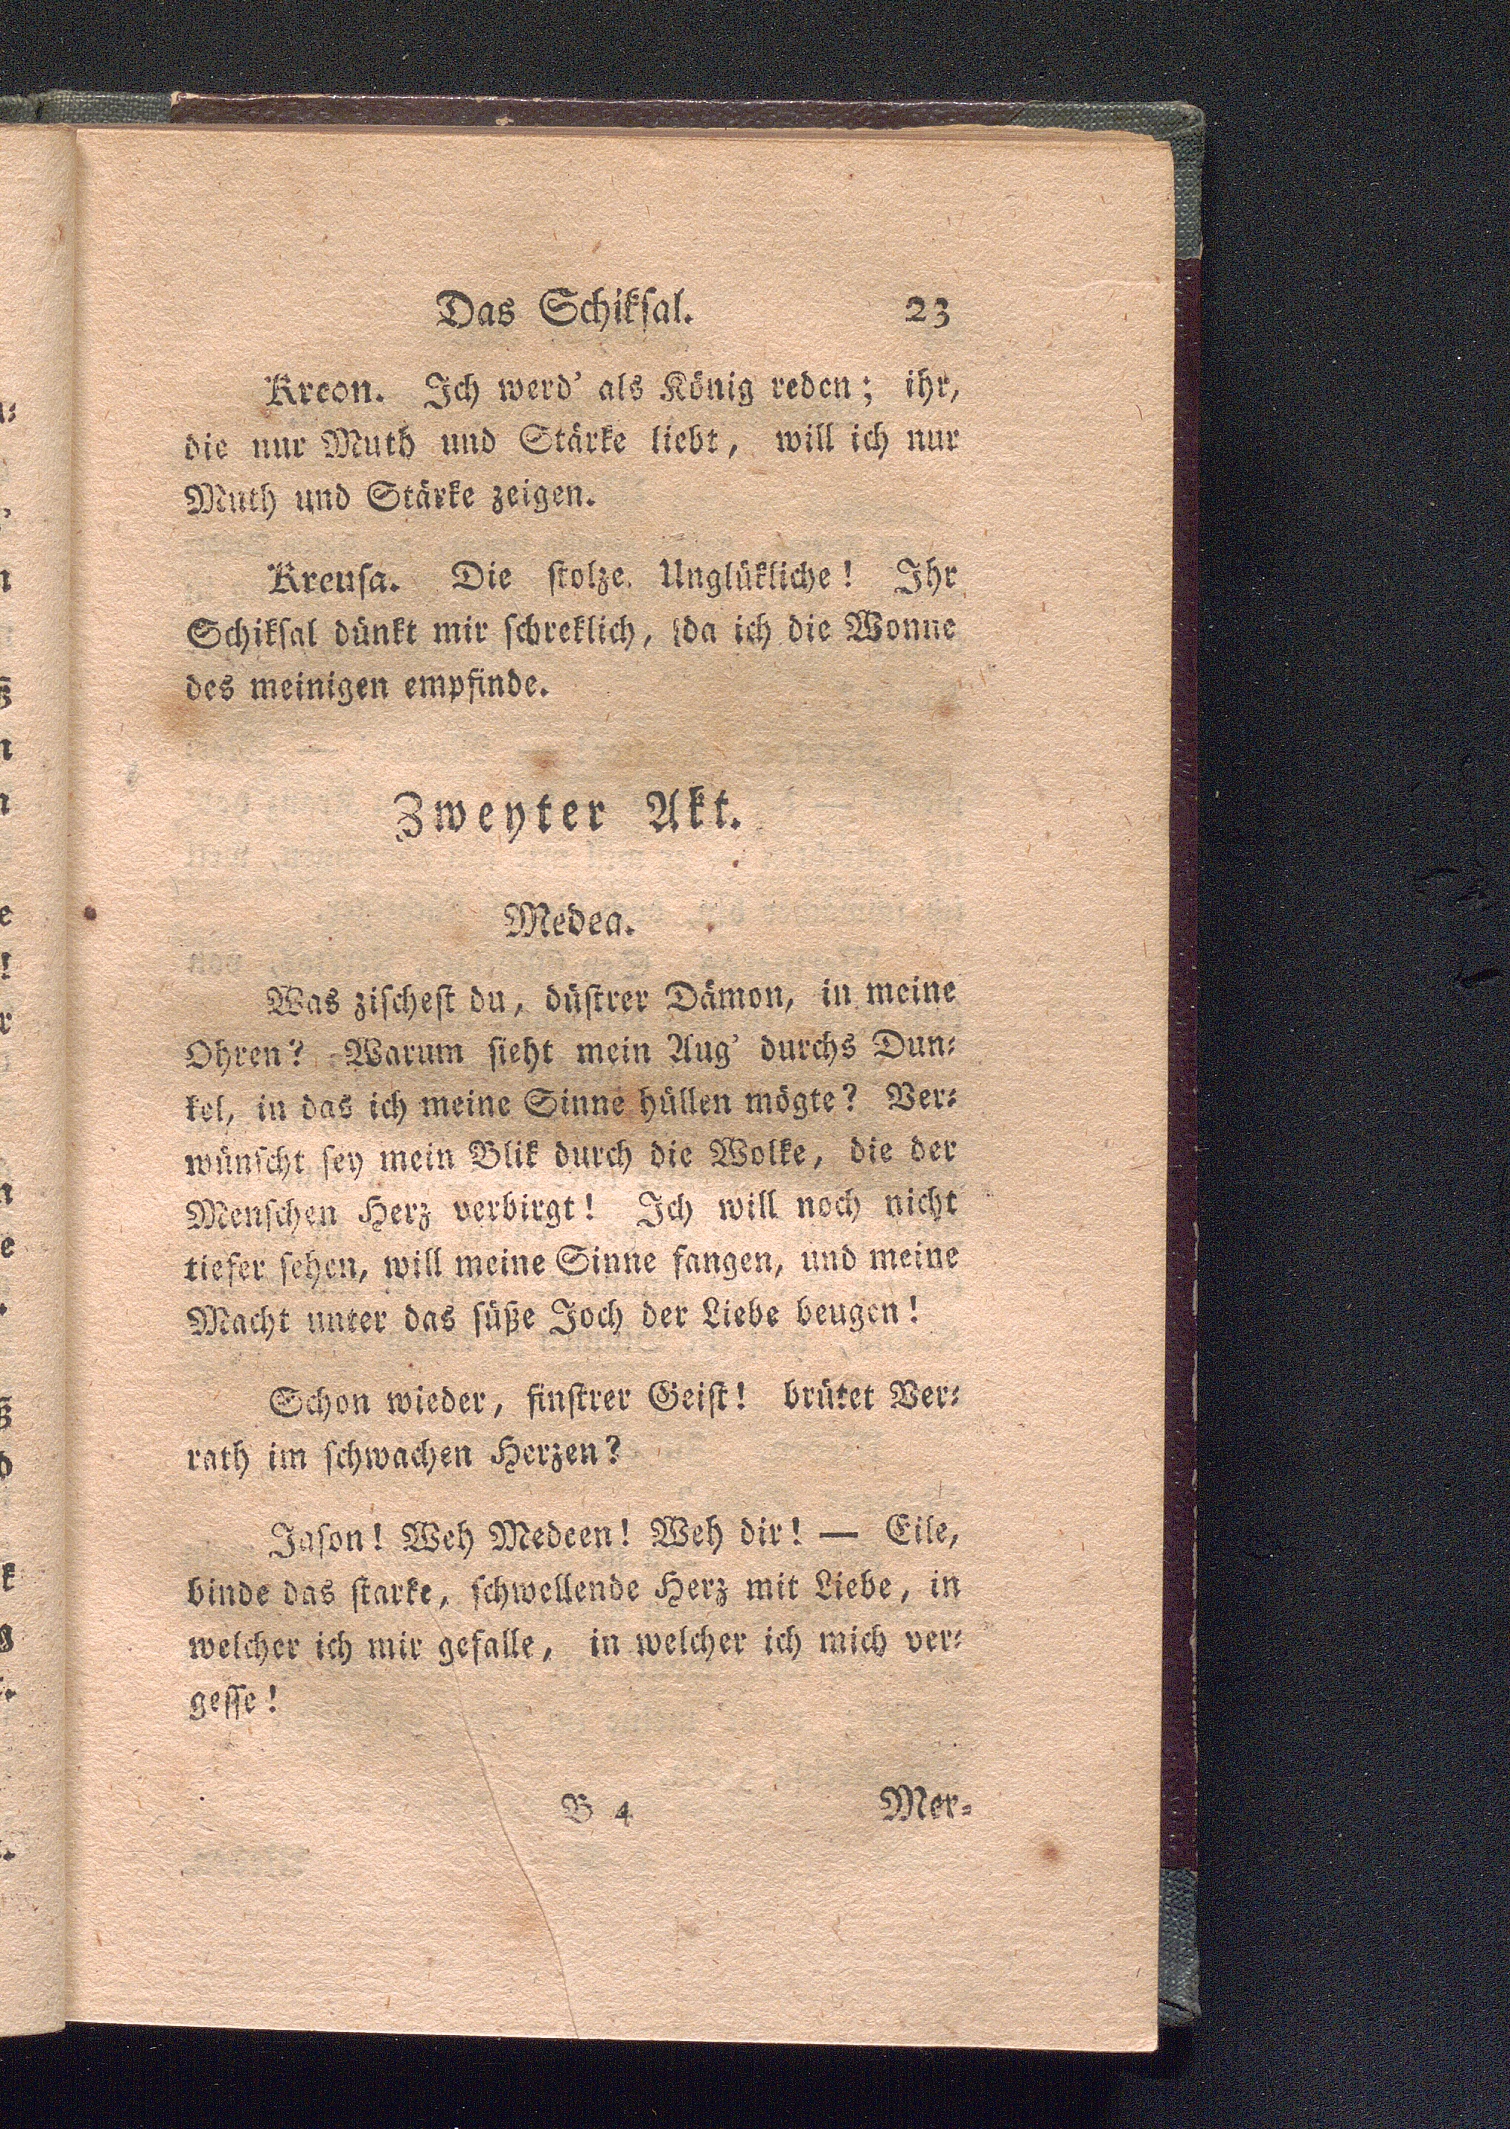 Das Schikſal. 23
Kreon. Ich werd' als König reden; ihr,
die nur Muth und Stärke liebt, will ich nur
Muth und Stärke zeigen.
Kreuſa. Die ſtolze Unglükliche! Ihr
Schikſal dünkt mir ſchreklich, da ich die Wonne
des meinigen empfinde.
Zweyter Akt.
Medea.
Was ziſcheſt du, düſtrer Dämon, in meine
Ohren? Warum ſieht mein Aug' durchs Dun⸗
kel, in das ich meine Sinne hüllen mögte? Ver⸗
wünſcht ſey mein Blik durch die Wolke, die der
Menſchen Herz verbirgt! Ich will noch nicht
tiefer ſehen, will meine Sinne fangen, und meine
Macht unter das ſüße Joch der Liebe beugen!
Schon wieder, finſtrer Geiſt! brütet Ver⸗
rath im ſchwachen Herzen?
Jaſon! Weh Medeen! Weh dir! — Eile,
binde das ſtarke, ſchwellende Herz mit Liebe, in
welcher ich mir gefalle, in welcher ich mich ver⸗
geſſe!
B 4 Mer⸗